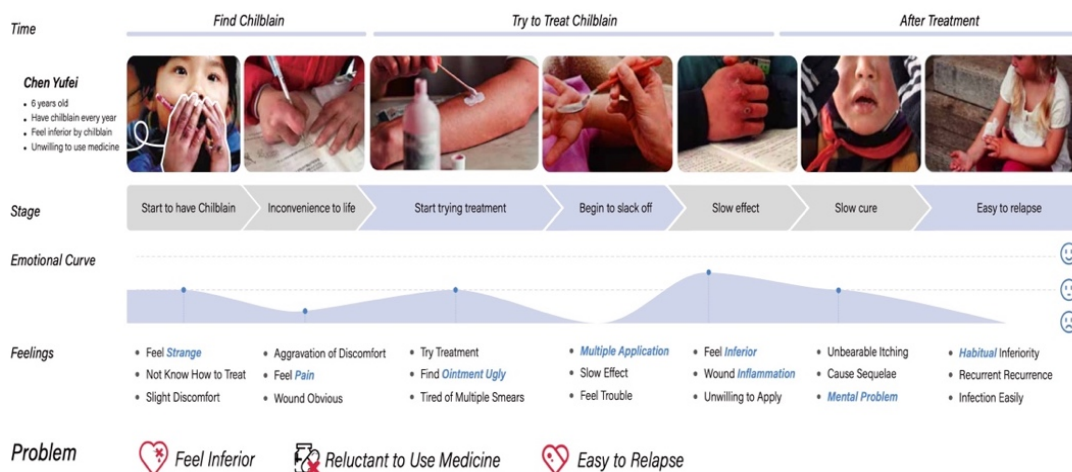 Time
Find Chilblain
Try to Treat Chilblain
After Treatment
Chen Yufei
• 6 years old
• Have chilblain every year
• Feel inferior by chilblain
• Unwilling to use medicine
Stage
Start to have Chilblain
Inconvenience to life
Start trying treatment
Begin to slack off
Slow effect
Slow cure
Easy to relapse
Emotional Curve
Feelings
• Feel Strange
• Not Know How to Treat
• Slight Discomfort
• Aggravation of Discomfort
• Feel Pain
• Wound Obvious
• Try Treatment
• Find Ointment Ugly
• Tired of Multiple Smears
• Multiple Application
• Slow Effect
• Feel Trouble
• Feel Inferior
• Wound Inflammation
• Unwilling to Apply
• Unbearable Itching
• Cause Sequelae
• Mental Problem
• Habitual Inferiority
• Recurrent Recurrence
• Infection Easily
Problem
Feel Inferior
Reluctant to Use Medicine
Easy to Relapse